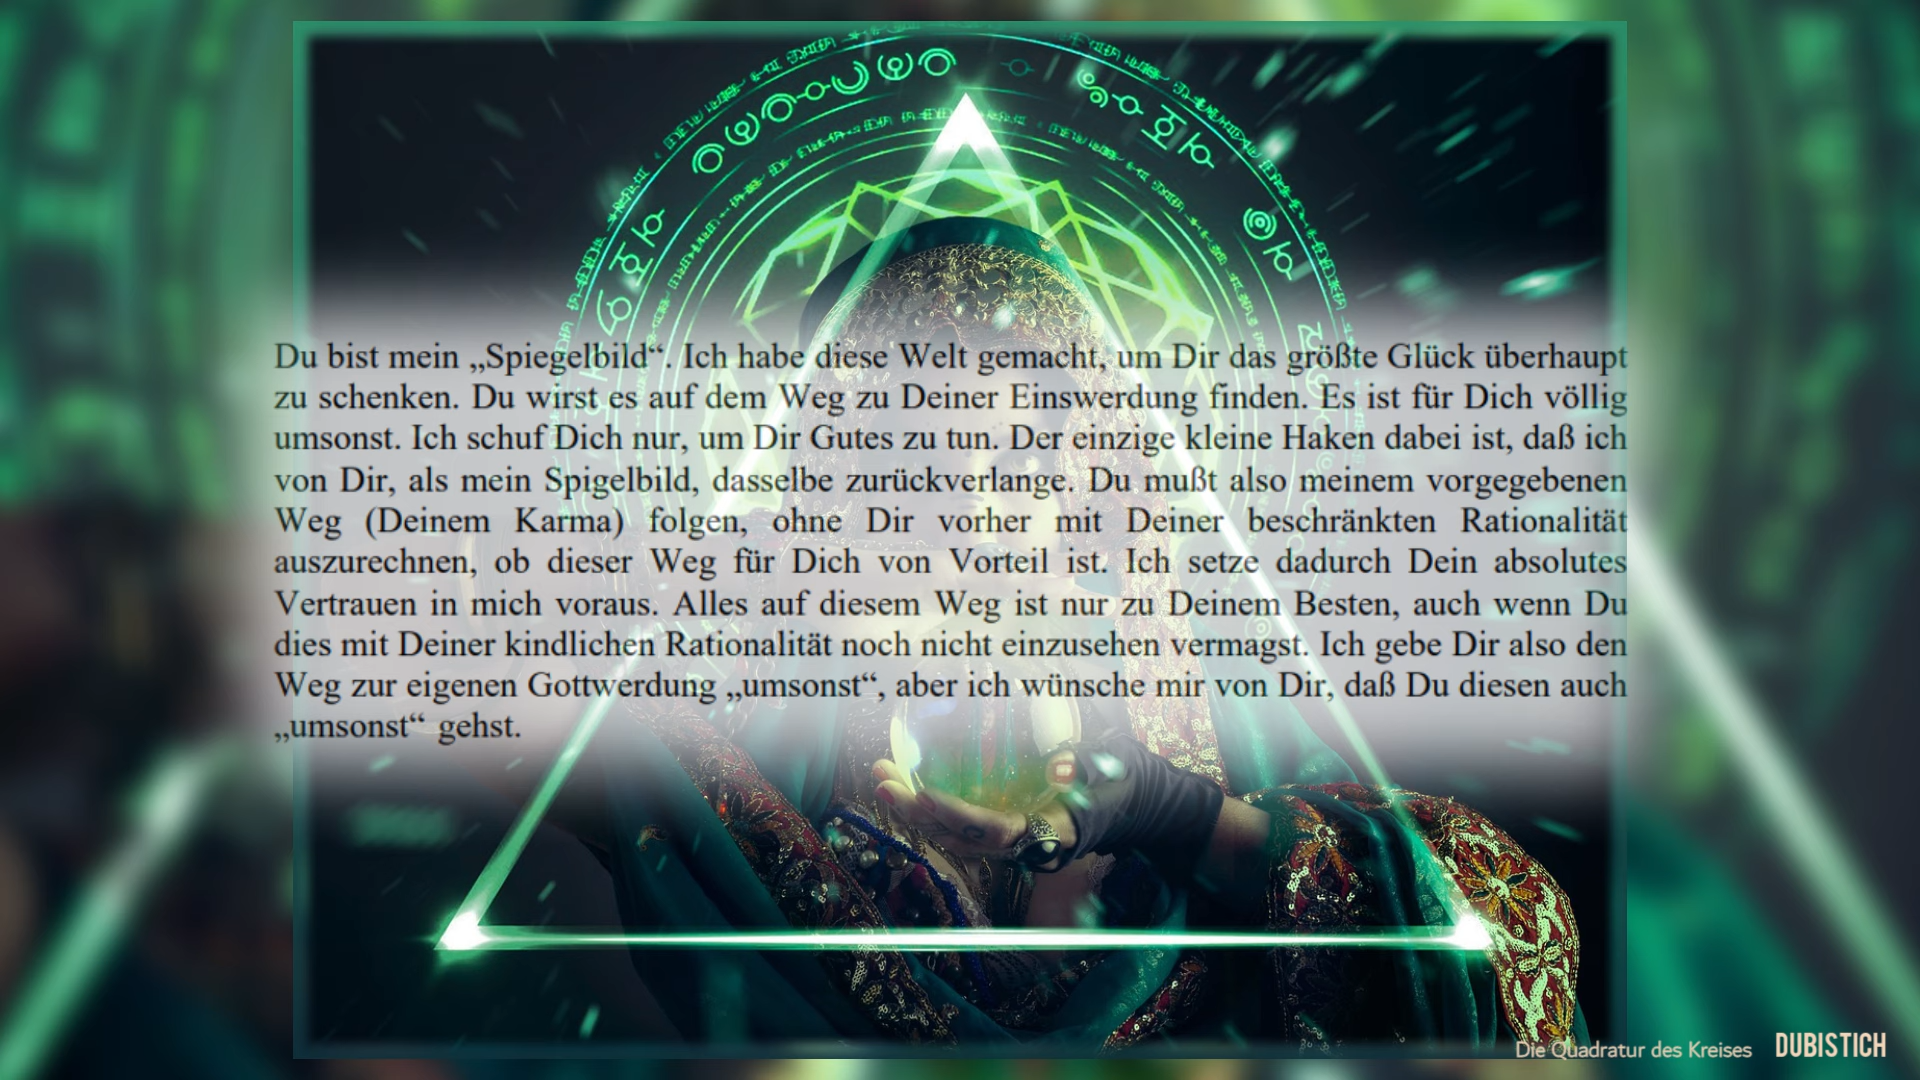 Du bist mein „Spiegelbild“. Ich habe diese Welt gemacht, um Dir das größte Glück überhaupt
zu schenken. Du wirst es auf dem Weg zu Deiner Einswerdung finden. Es ist für Dich völlig
umsonst. Ich schuf Dich nur, um Dir Gutes zu tun. Der einzige kleine Haken dabei ist, daß ich
von Dir, als mein Spigelbild, dasselbe zurückverlange. Du mußt also meinem vorgegebenen
Weg (Deinem Karma) folgen, ohne Dir vorher mit Deiner beschränkten Rationalität
auszurechnen, ob dieser Weg für Dich von Vorteil ist. Ich setze dadurch Dein absolutes
Vertrauen in mich voraus. Alles auf diesem Weg ist nur zu Deinem Besten, auch wenn Du
dies mit Deiner kindlichen Rationalität noch nicht einzusehen vermagst. Ich gebe Dir also den
Weg zur eigenen Gottwerdung „umsonst“, aber ich wünsche mir von Dir, daß Du diesen auch
„umsonst“ gehst.
Die Quadratur des Kreises DUBISTICH